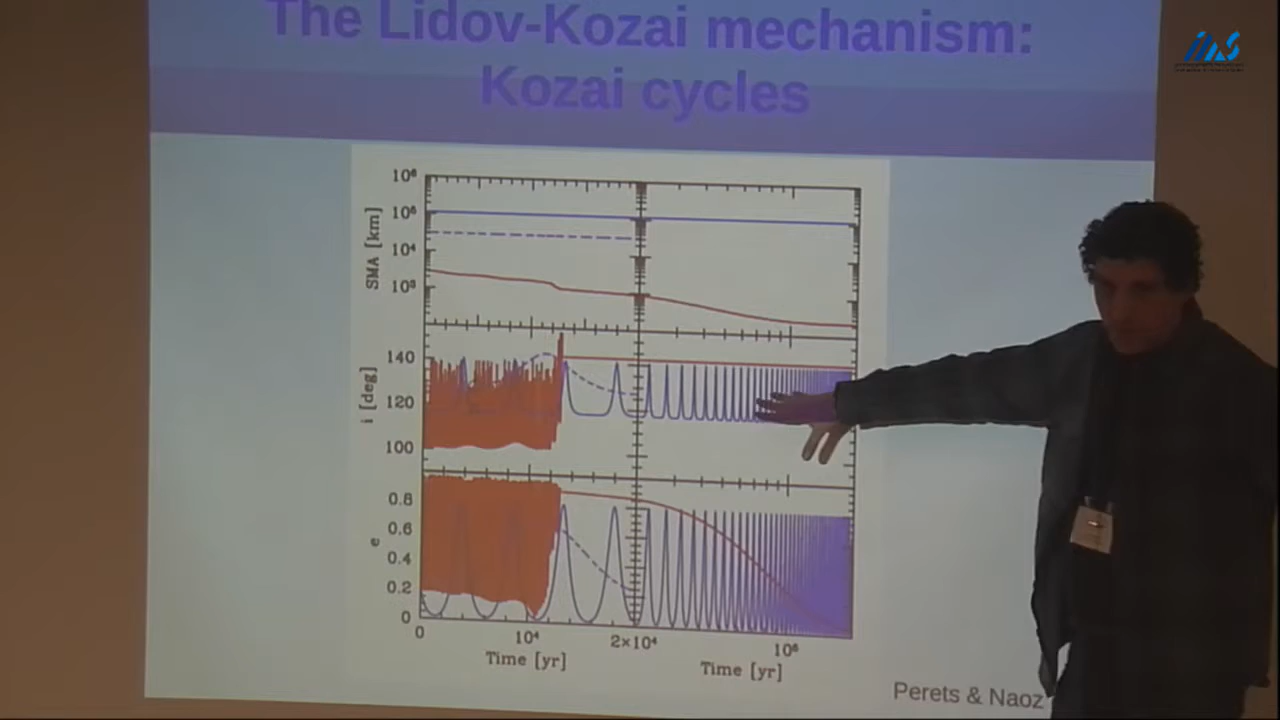 The Lidov-Kozai mechanism:
Kozai cycles
SMA [km]
10⁶
10⁵
10⁴
10³
i [deg]
140
120
100
e
0.8
0.6
0.4
0.2
0
0
10⁴
2×10⁴
10⁶
Time [yr]
Time [yr]
Perets & Naoz